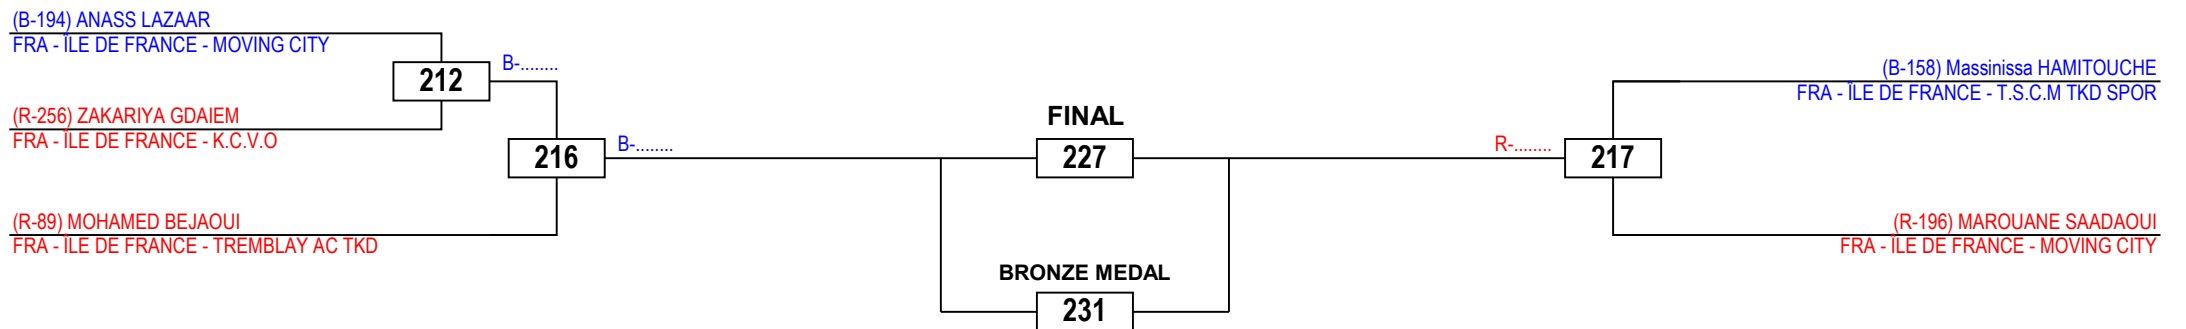 (B-194) ANASS LAZAAR
FRA - ÎLE DE FRANCE - MOVING CITY
212
B-........
(R-256) ZAKARIYA GDAIEM
FRA - ÎLE DE FRANCE - K.C.V.O
216
B-........
(R-89) MOHAMED BEJAOUI
FRA - ÎLE DE FRANCE - TREMBLAY AC TKD
FINAL
227
BRONZE MEDAL
231
R-........
217
(B-158) Massinissa HAMITOUCHE
FRA - ÎLE DE FRANCE - T.S.C.M TKD SPOR
(R-196) MAROUANE SAADAOUI
FRA - ÎLE DE FRANCE - MOVING CITY